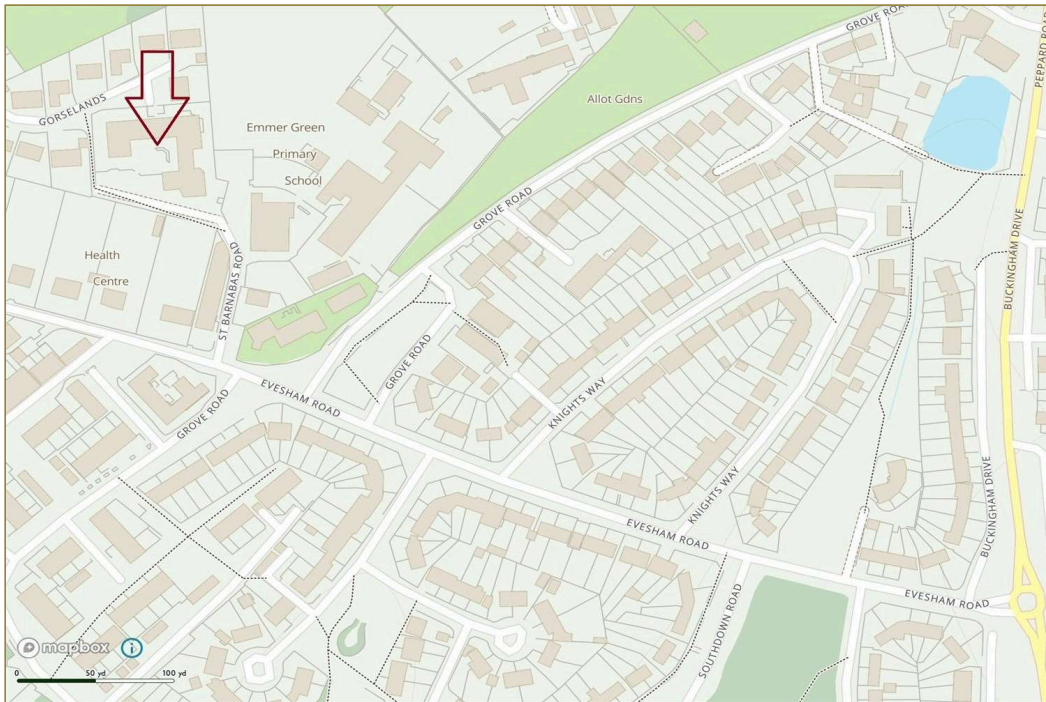 GROVE ROAD
PEPPARD ROAD
GORSELANDS
Allot Gdns
Emmer Green
Primary
School
GROVE ROAD
BUCKINGHAM DRIVE
Health
Centre
ST BARNABAS ROAD
GROVE ROAD
EVESHAM ROAD
GROVE ROAD
KNIGHTS WAY
KNIGHTS WAY
EVESHAM ROAD
BUCKINGHAM DRIVE
EVESHAM ROAD
SOUTHDOWN ROAD
mapbox i
0 50 yd 100 yd